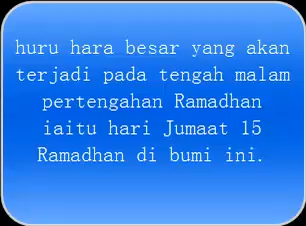 huru hara besar yang akan
terjadi pada tengah malam
pertengahan Ramadhan
iaitu hari Jumaat 15
Ramadhan di bumi ini.